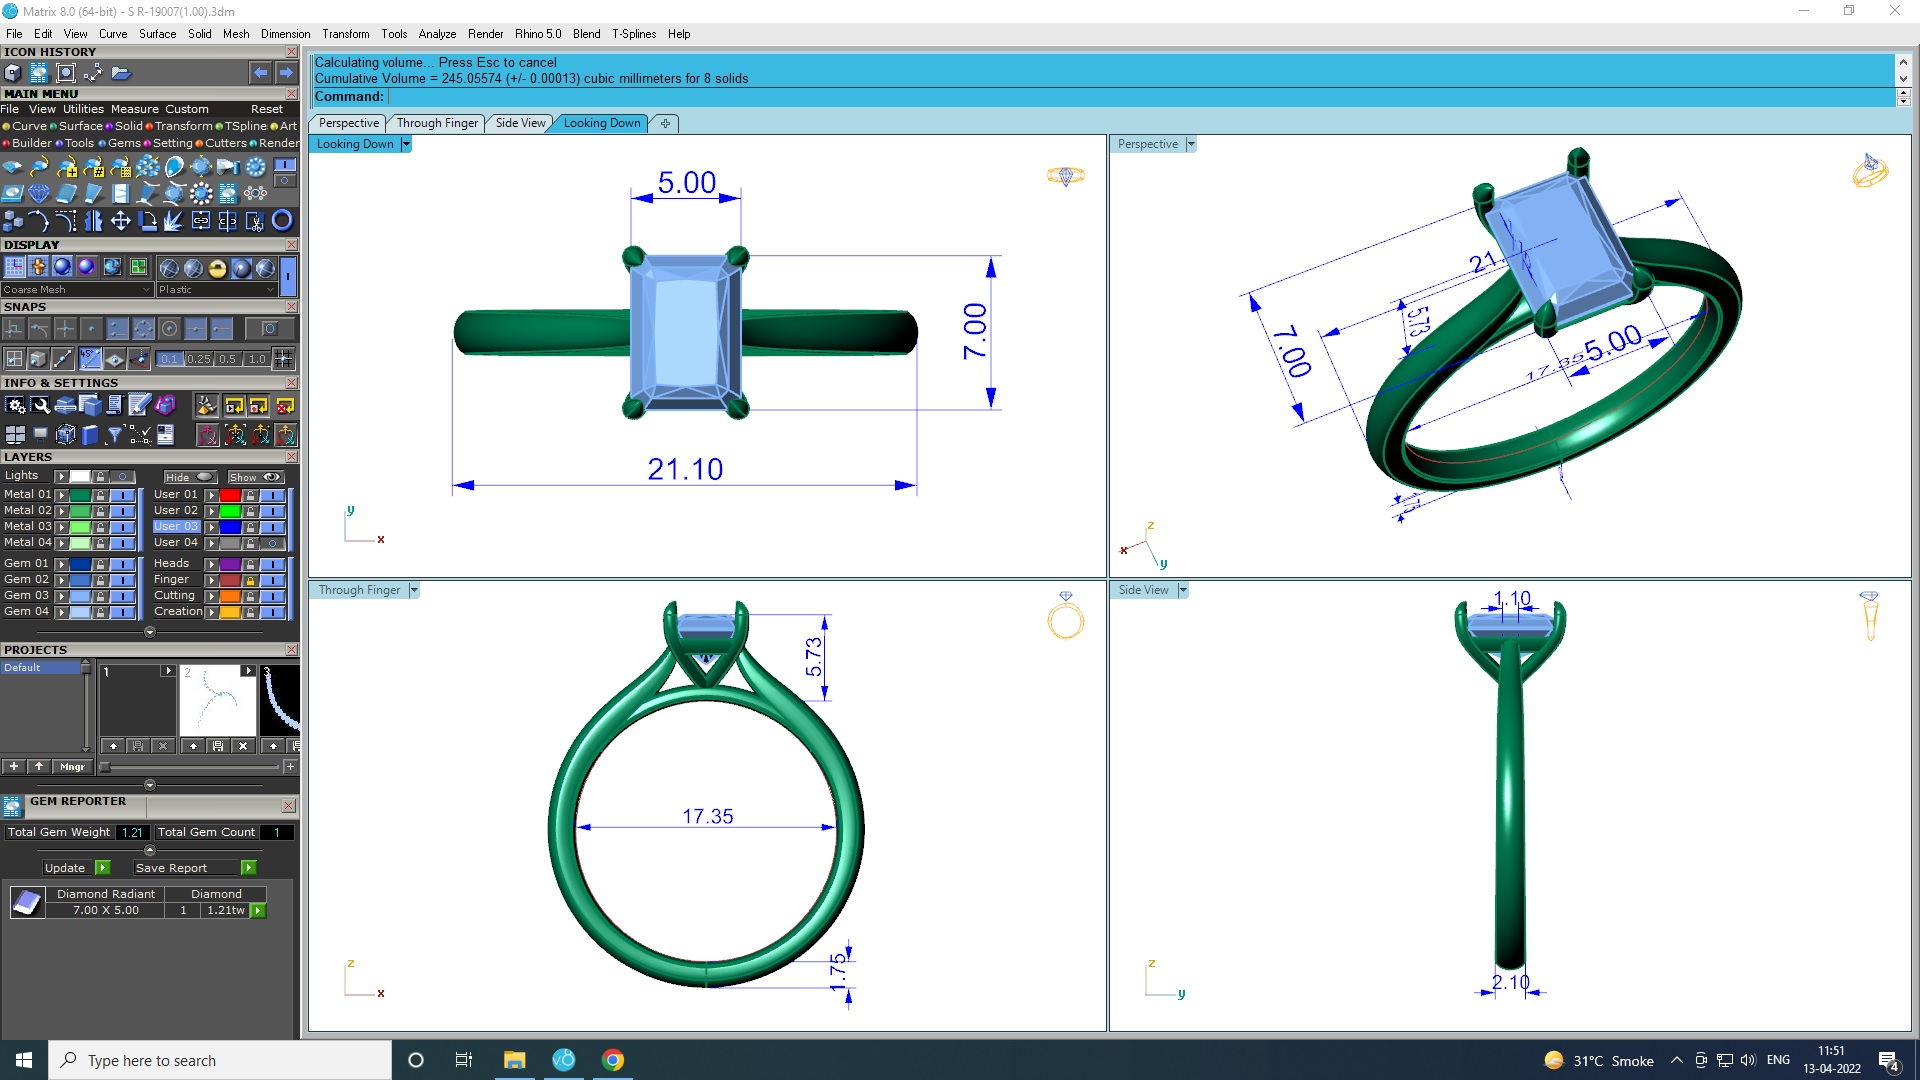 Matrix 8.0 (64-bit) - S R-19007(1.00).3dm
File Edit View Curve Surface Solid Mesh Dimension Transform Tools Analyze Render Rhino 5.0 Blend T-Splines Help
ICON HISTORY
MAIN MENU
File View Utilities Measure Custom Reset
Curve Surface Solid Transform TSpline Art
Builder Tools Gems Setting Cutters Render
DISPLAY
Coarse Mesh Plastic
SNAPS
45° 0.1 0.25 0.5 1.0
INFO & SETTINGS
LAYERS
Lights Hide Show
Metal 01 User 01
Metal 02 User 02
Metal 03 User 03
Metal 04 User 04
Gem 01 Heads
Gem 02 Finger
Gem 03 Cutting
Gem 04 Creation
PROJECTS
Default 1 2 3
Mngr
GEM REPORTER
Total Gem Weight 1.21 Total Gem Count 1
Update Save Report
Diamond Radiant Diamond
7.00 X 5.00 1 1.21tw
Calculating volume... Press Esc to cancel
Cumulative Volume = 245.05574 (+/- 0.00013) cubic millimeters for 8 solids
Command:
Perspective Through Finger Side View Looking Down
Looking Down
5.00
7.00
21.10
y
x
Perspective
21.
5.73
7.00
5.00
17.35
1.75
z
x
y
Through Finger
5.73
17.35
1.75
z
x
Side View
1.10
2.10
z
y
Type here to search
31°C Smoke
ENG
11:51
13-04-2022
4